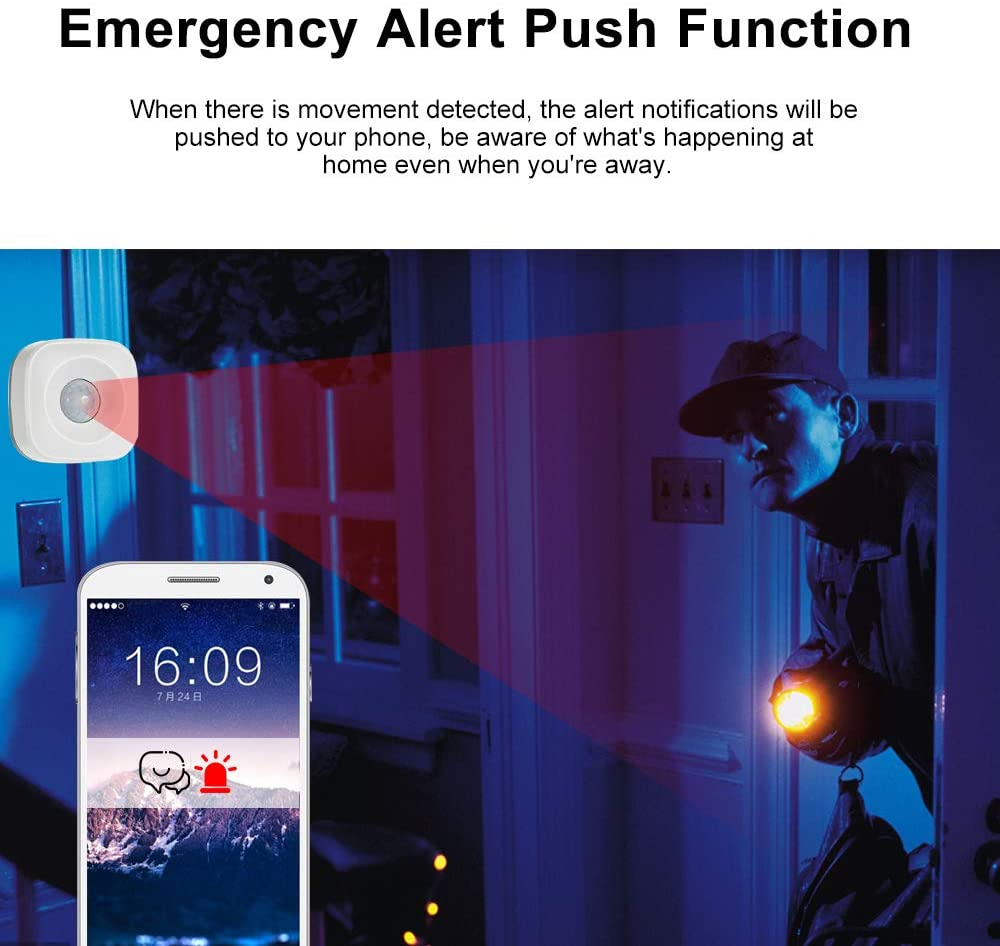 Emergency Alert Push Function
When there is movement detected, the alert notifications will be
pushed to your phone, be aware of what's happening at
home even when you're away.
16:09
7月24日